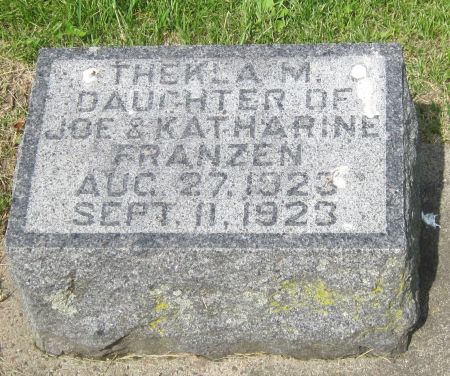 THEKLA M.
DAUGHTER OF
JOE & KATHARINE
FRANZEN
AUG. 27, 1923
SEPT. 11, 1923